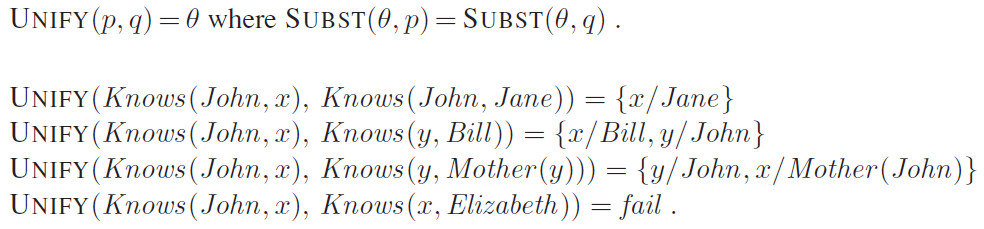 UNIFY(p, q) = θ where SUBST(θ, p) = SUBST(θ, q) .
UNIFY(Knows(John, x), Knows(John, Jane)) = {x/Jane}
UNIFY(Knows(John, x), Knows(y, Bill)) = {x/Bill, y/John}
UNIFY(Knows(John, x), Knows(y, Mother(y))) = {y/John, x/Mother(John)}
UNIFY(Knows(John, x), Knows(x, Elizabeth)) = fail .